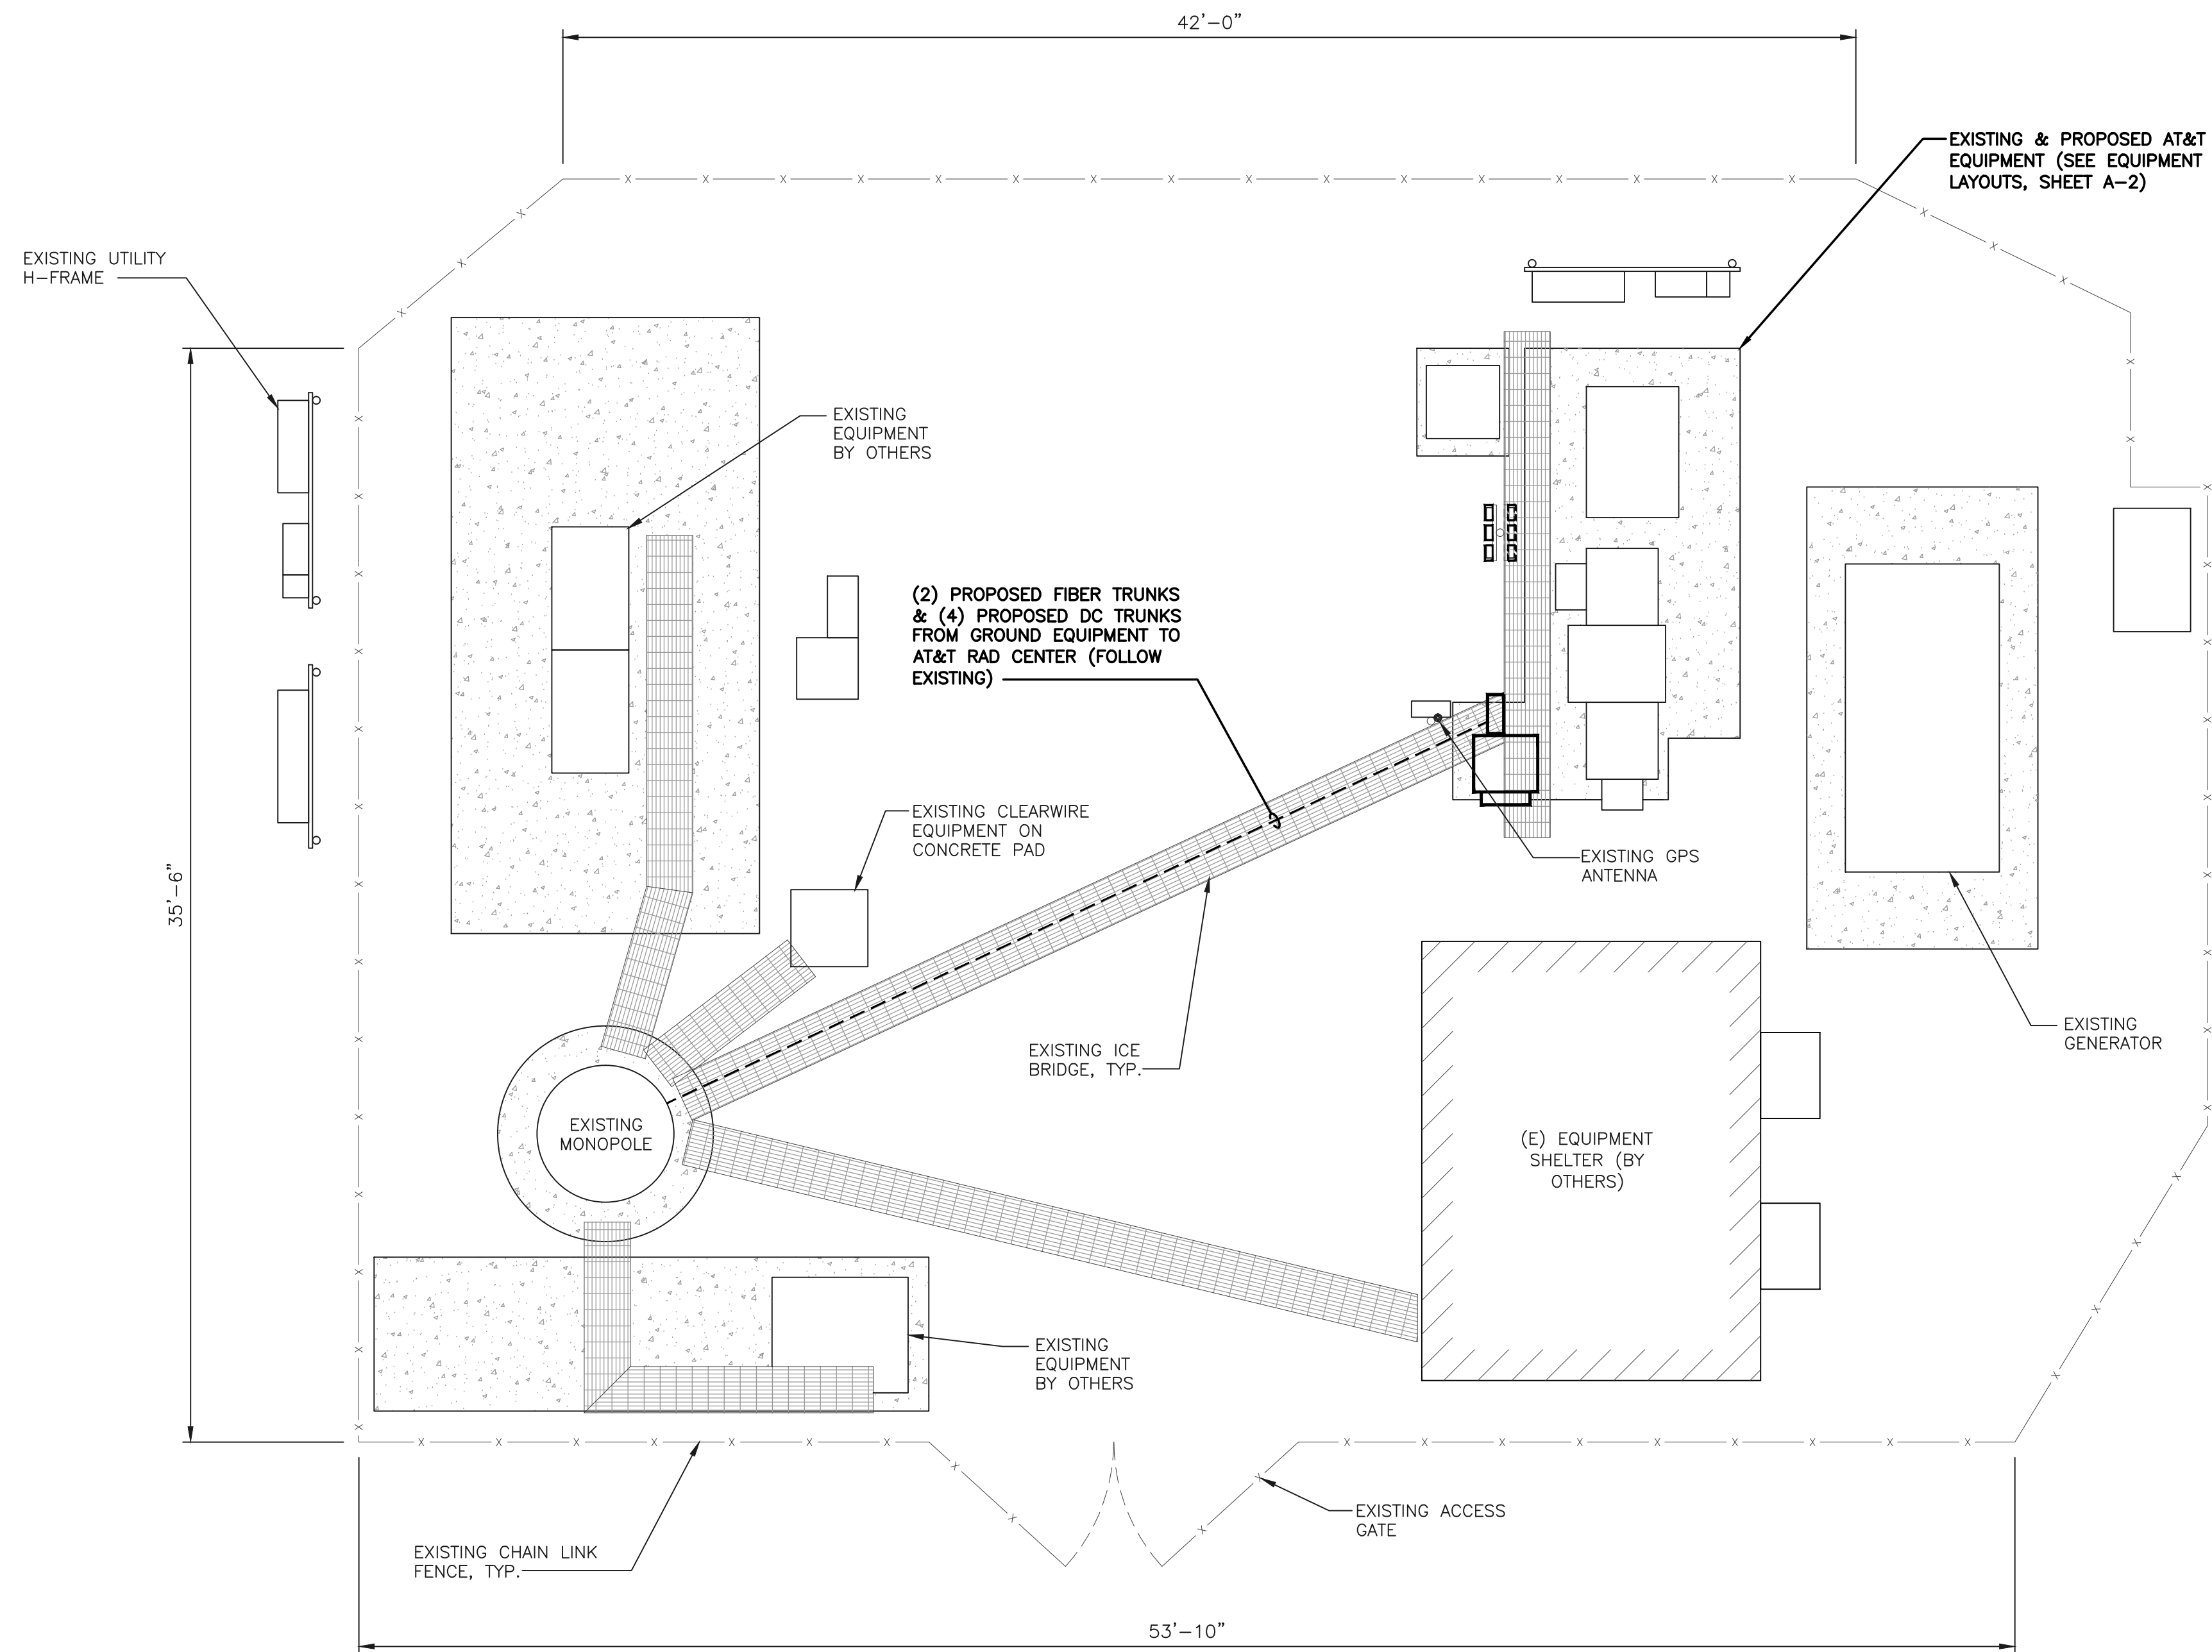 42'-0"
EXISTING & PROPOSED AT&T
EQUIPMENT (SEE EQUIPMENT
LAYOUTS, SHEET A-2)
EXISTING UTILITY
H-FRAME
EXISTING
EQUIPMENT
BY OTHERS
(2) PROPOSED FIBER TRUNKS
& (4) PROPOSED DC TRUNKS
FROM GROUND EQUIPMENT TO
AT&T RAD CENTER (FOLLOW
EXISTING)
EXISTING CLEARWIRE
EQUIPMENT ON
CONCRETE PAD
EXISTING GPS
ANTENNA
35'-6"
EXISTING ICE
BRIDGE, TYP.
EXISTING
GENERATOR
EXISTING
MONOPOLE
(E) EQUIPMENT
SHELTER (BY
OTHERS)
EXISTING
EQUIPMENT
BY OTHERS
EXISTING ACCESS
GATE
EXISTING CHAIN LINK
FENCE, TYP.
53'-10"